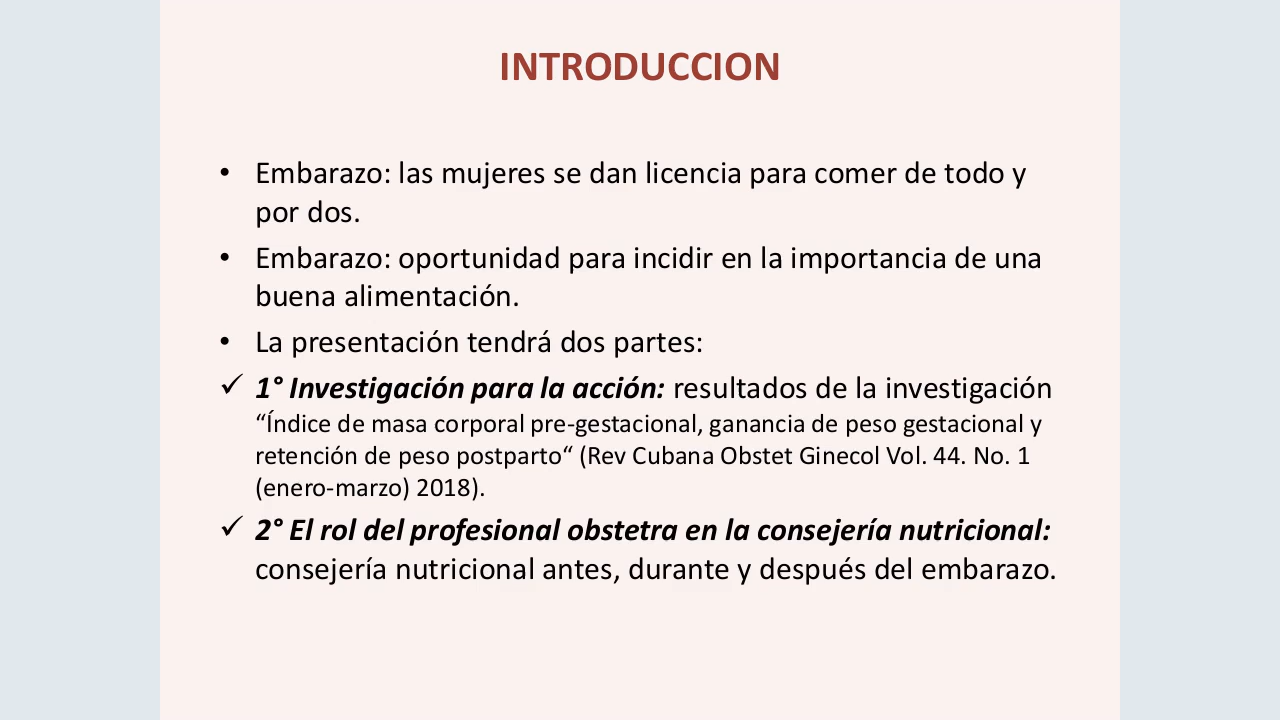 INTRODUCCION
• Embarazo: las mujeres se dan licencia para comer de todo y
por dos.
• Embarazo: oportunidad para incidir en la importancia de una
buena alimentación.
• La presentación tendrá dos partes:
✓ 1° Investigación para la acción: resultados de la investigación
“Índice de masa corporal pre-gestacional, ganancia de peso gestacional y
retención de peso postparto“ (Rev Cubana Obstet Ginecol Vol. 44. No. 1
(enero-marzo) 2018).
✓ 2° El rol del profesional obstetra en la consejería nutricional:
consejería nutricional antes, durante y después del embarazo.